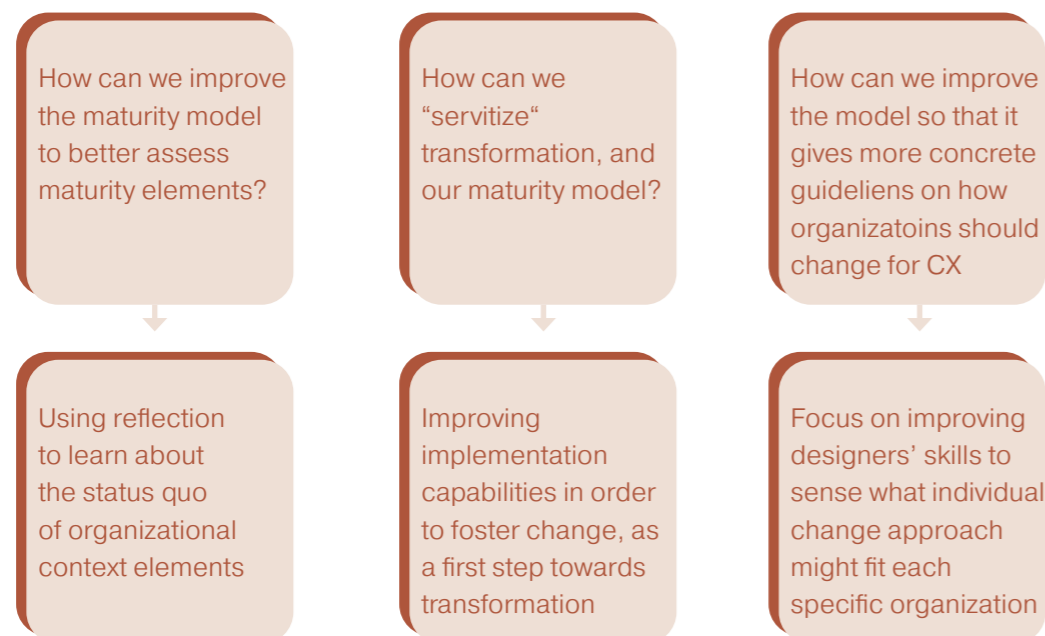 How can we improve
the maturity model
to better assess
maturity elements?
How can we
“servitize“
transformation, and
our maturity model?
How can we improve
the model so that it
gives more concrete
guideliens on how
organizatoins should
change for CX
Using reflection
to learn about
the status quo
of organizational
context elements
Improving
implementation
capabilities in order
to foster change, as
a first step towards
transformation
Focus on improving
designers’ skills to
sense what individual
change approach
might fit each
specific organization